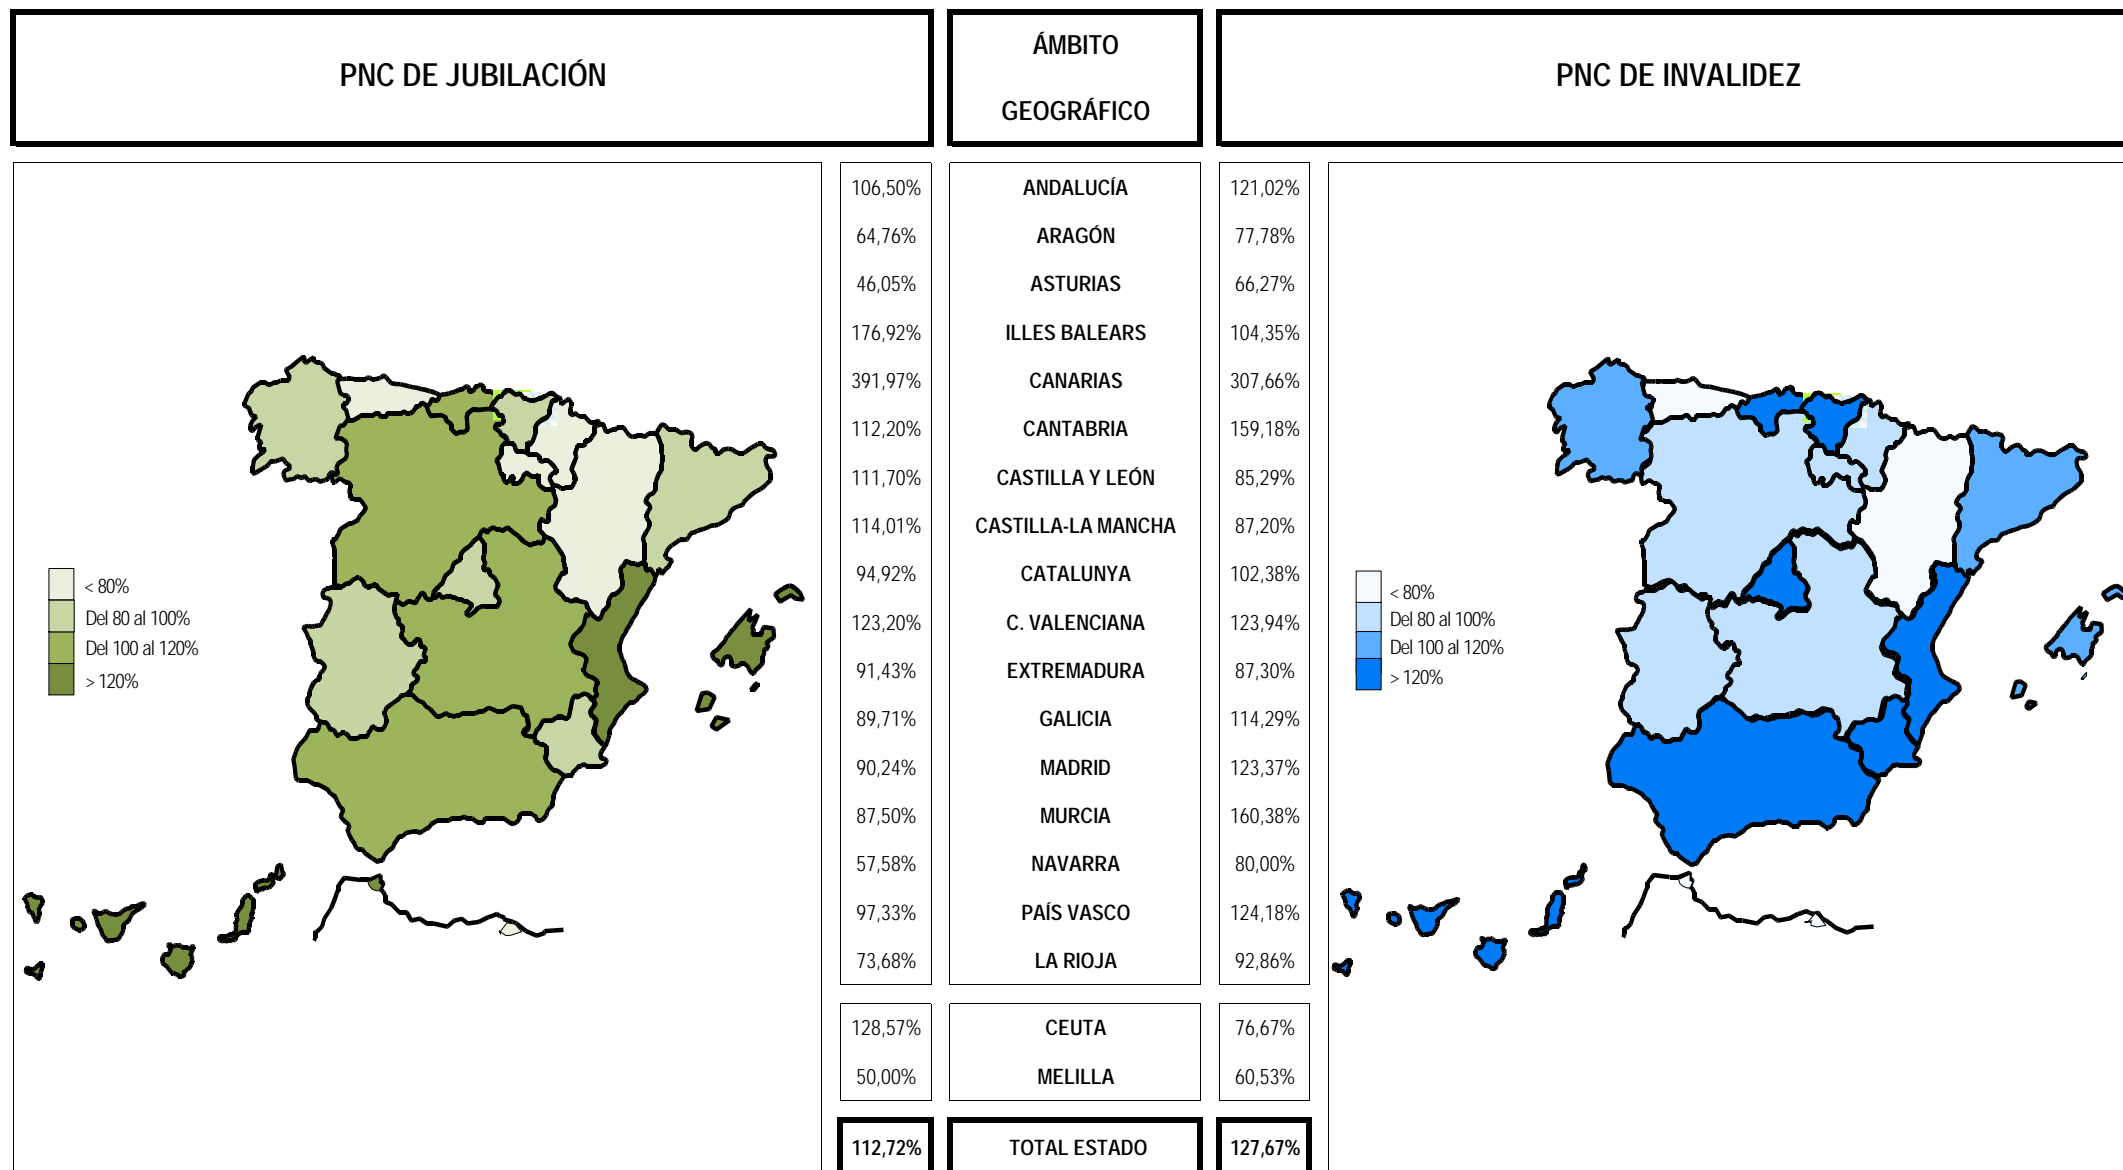 PNC DE JUBILACIÓN
ÁMBITO
GEOGRÁFICO
PNC DE INVALIDEZ
106,50% ANDALUCÍA 121,02%
64,76% ARAGÓN 77,78%
46,05% ASTURIAS 66,27%
176,92% ILLES BALEARS 104,35%
391,97% CANARIAS 307,66%
112,20% CANTABRIA 159,18%
111,70% CASTILLA Y LEÓN 85,29%
114,01% CASTILLA-LA MANCHA 87,20%
94,92% CATALUNYA 102,38%
123,20% C. VALENCIANA 123,94%
91,43% EXTREMADURA 87,30%
89,71% GALICIA 114,29%
90,24% MADRID 123,37%
87,50% MURCIA 160,38%
57,58% NAVARRA 80,00%
97,33% PAÍS VASCO 124,18%
73,68% LA RIOJA 92,86%
128,57% CEUTA 76,67%
50,00% MELILLA 60,53%
112,72% TOTAL ESTADO 127,67%
< 80%
Del 80 al 100%
Del 100 al 120%
> 120%
< 80%
Del 80 al 100%
Del 100 al 120%
> 120%